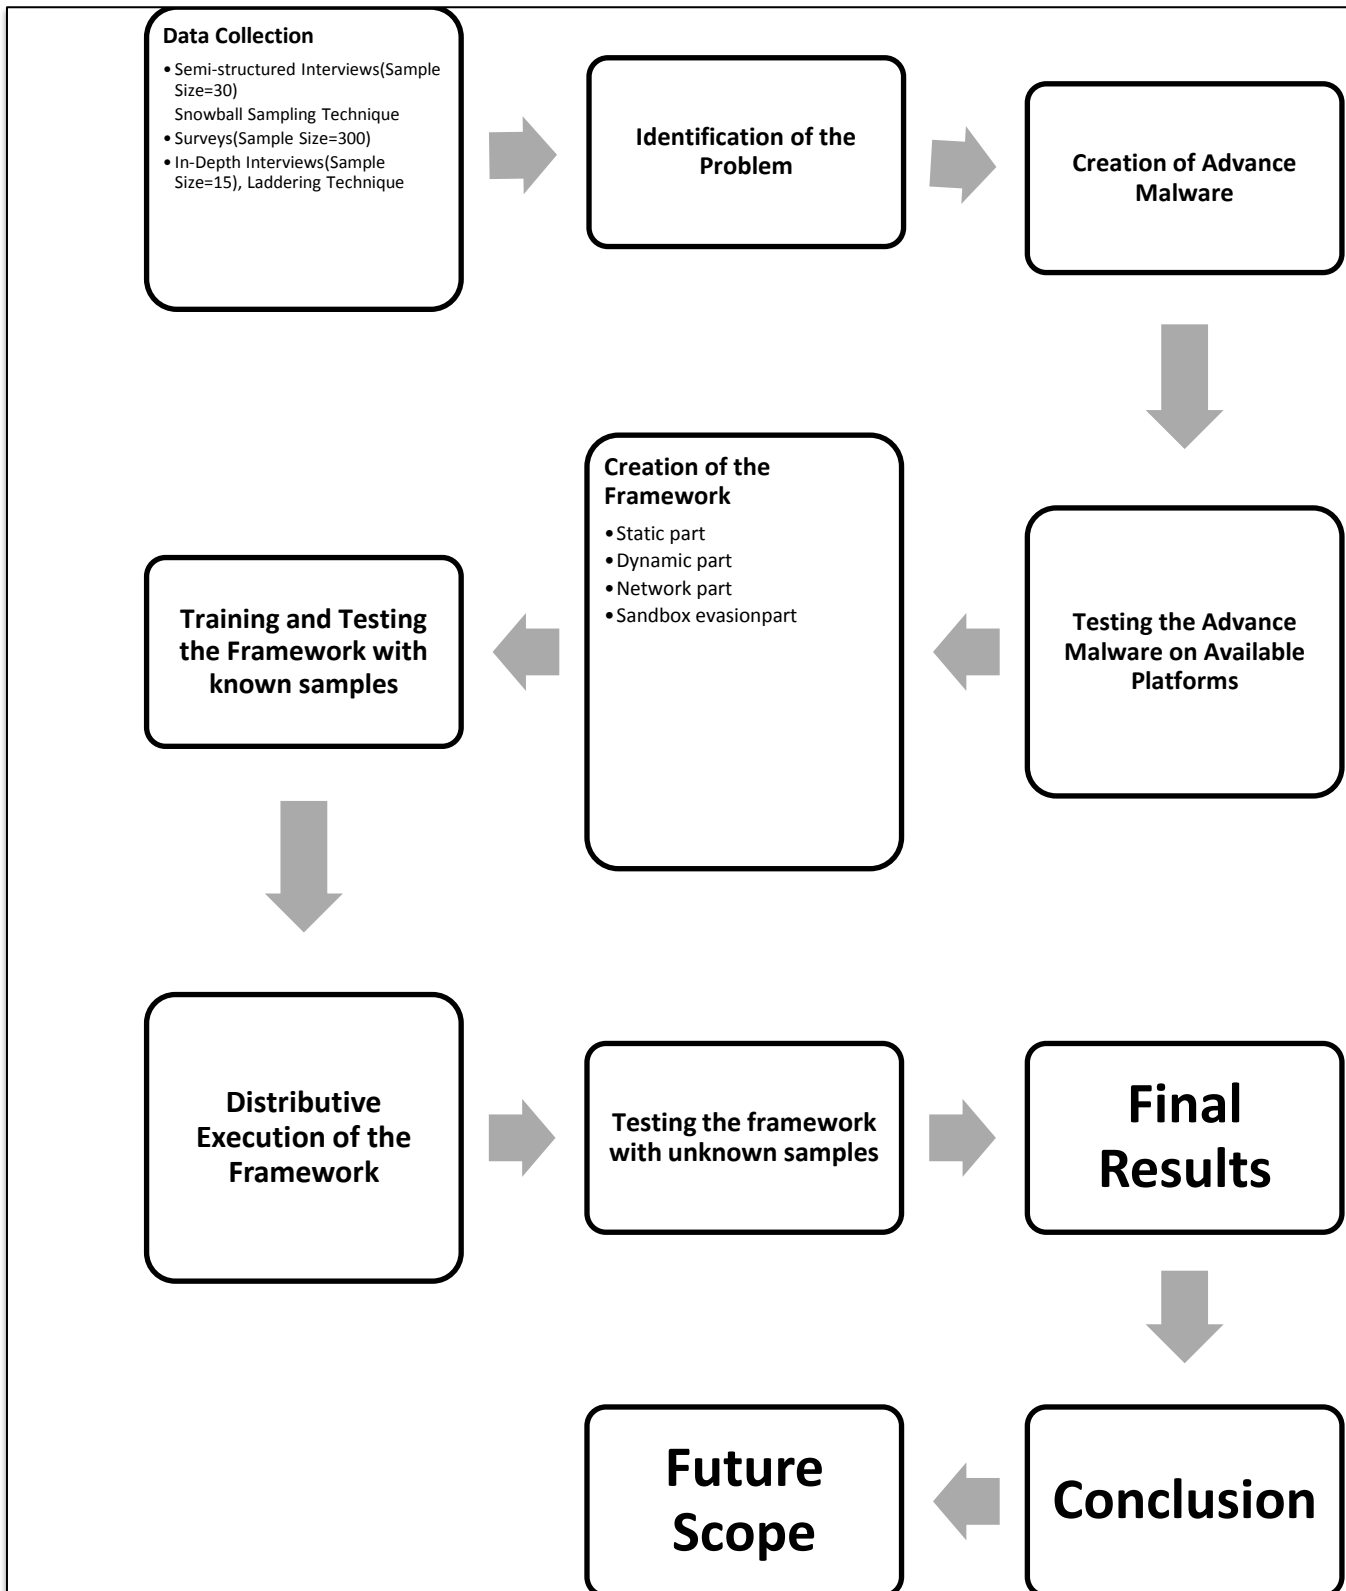 Data Collection
• Semi-structured Interviews(Sample
Size=30)
Snowball Sampling Technique
• Surveys(Sample Size=300)
• In-Depth Interviews(Sample
Size=15), Laddering Technique
Identification of the
Problem
Creation of Advance
Malware
Testing the Advance
Malware on Available
Platforms
Creation of the
Framework
• Static part
• Dynamic part
• Network part
• Sandbox evasionpart
Training and Testing
the Framework with
known samples
Distributive
Execution of the
Framework
Testing the framework
with unknown samples
Final
Results
Conclusion
Future
Scope